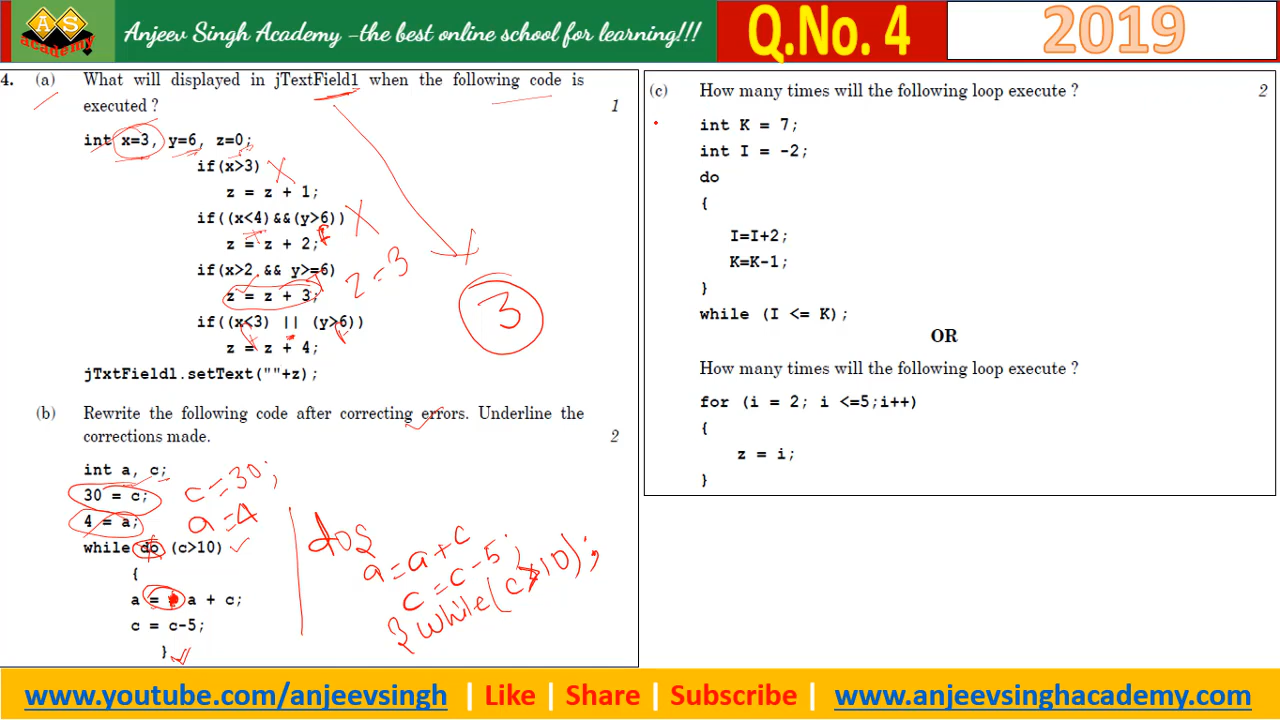 AS
academy
Anjeev Singh Academy –the best online school for learning!!!
Q.No. 4
2019
4. (a) What will displayed in jTextField1 when the following code is
executed ? 1
int x=3, y=6, z=0;
if(x>3)
z = z + 1;
if((x<4)&&(y>6))
z = z + 2;
if(x>2 && y>=6)
z = z + 3;
if((x<3) || (y>6))
z = z + 4;
jTxtField1.setText(""+z);
z = 3
3
(b) Rewrite the following code after correcting errors. Underline the
corrections made. 2
int a, c;
30 = c;
4 = a;
while do (c>10)
{
a = a + c;
c = c-5;
}
c = 30;
a = 4
do {
a = a + c
c = c - 5;
} while (c > 10);
(c) How many times will the following loop execute ? 2
int K = 7;
int I = -2;
do
{
I=I+2;
K=K-1;
}
while (I <= K);
OR
How many times will the following loop execute ?
for (i = 2; i <=5;i++)
{
z = i;
}
www.youtube.com/anjeevsingh | Like | Share | Subscribe | www.anjeevsinghacademy.com